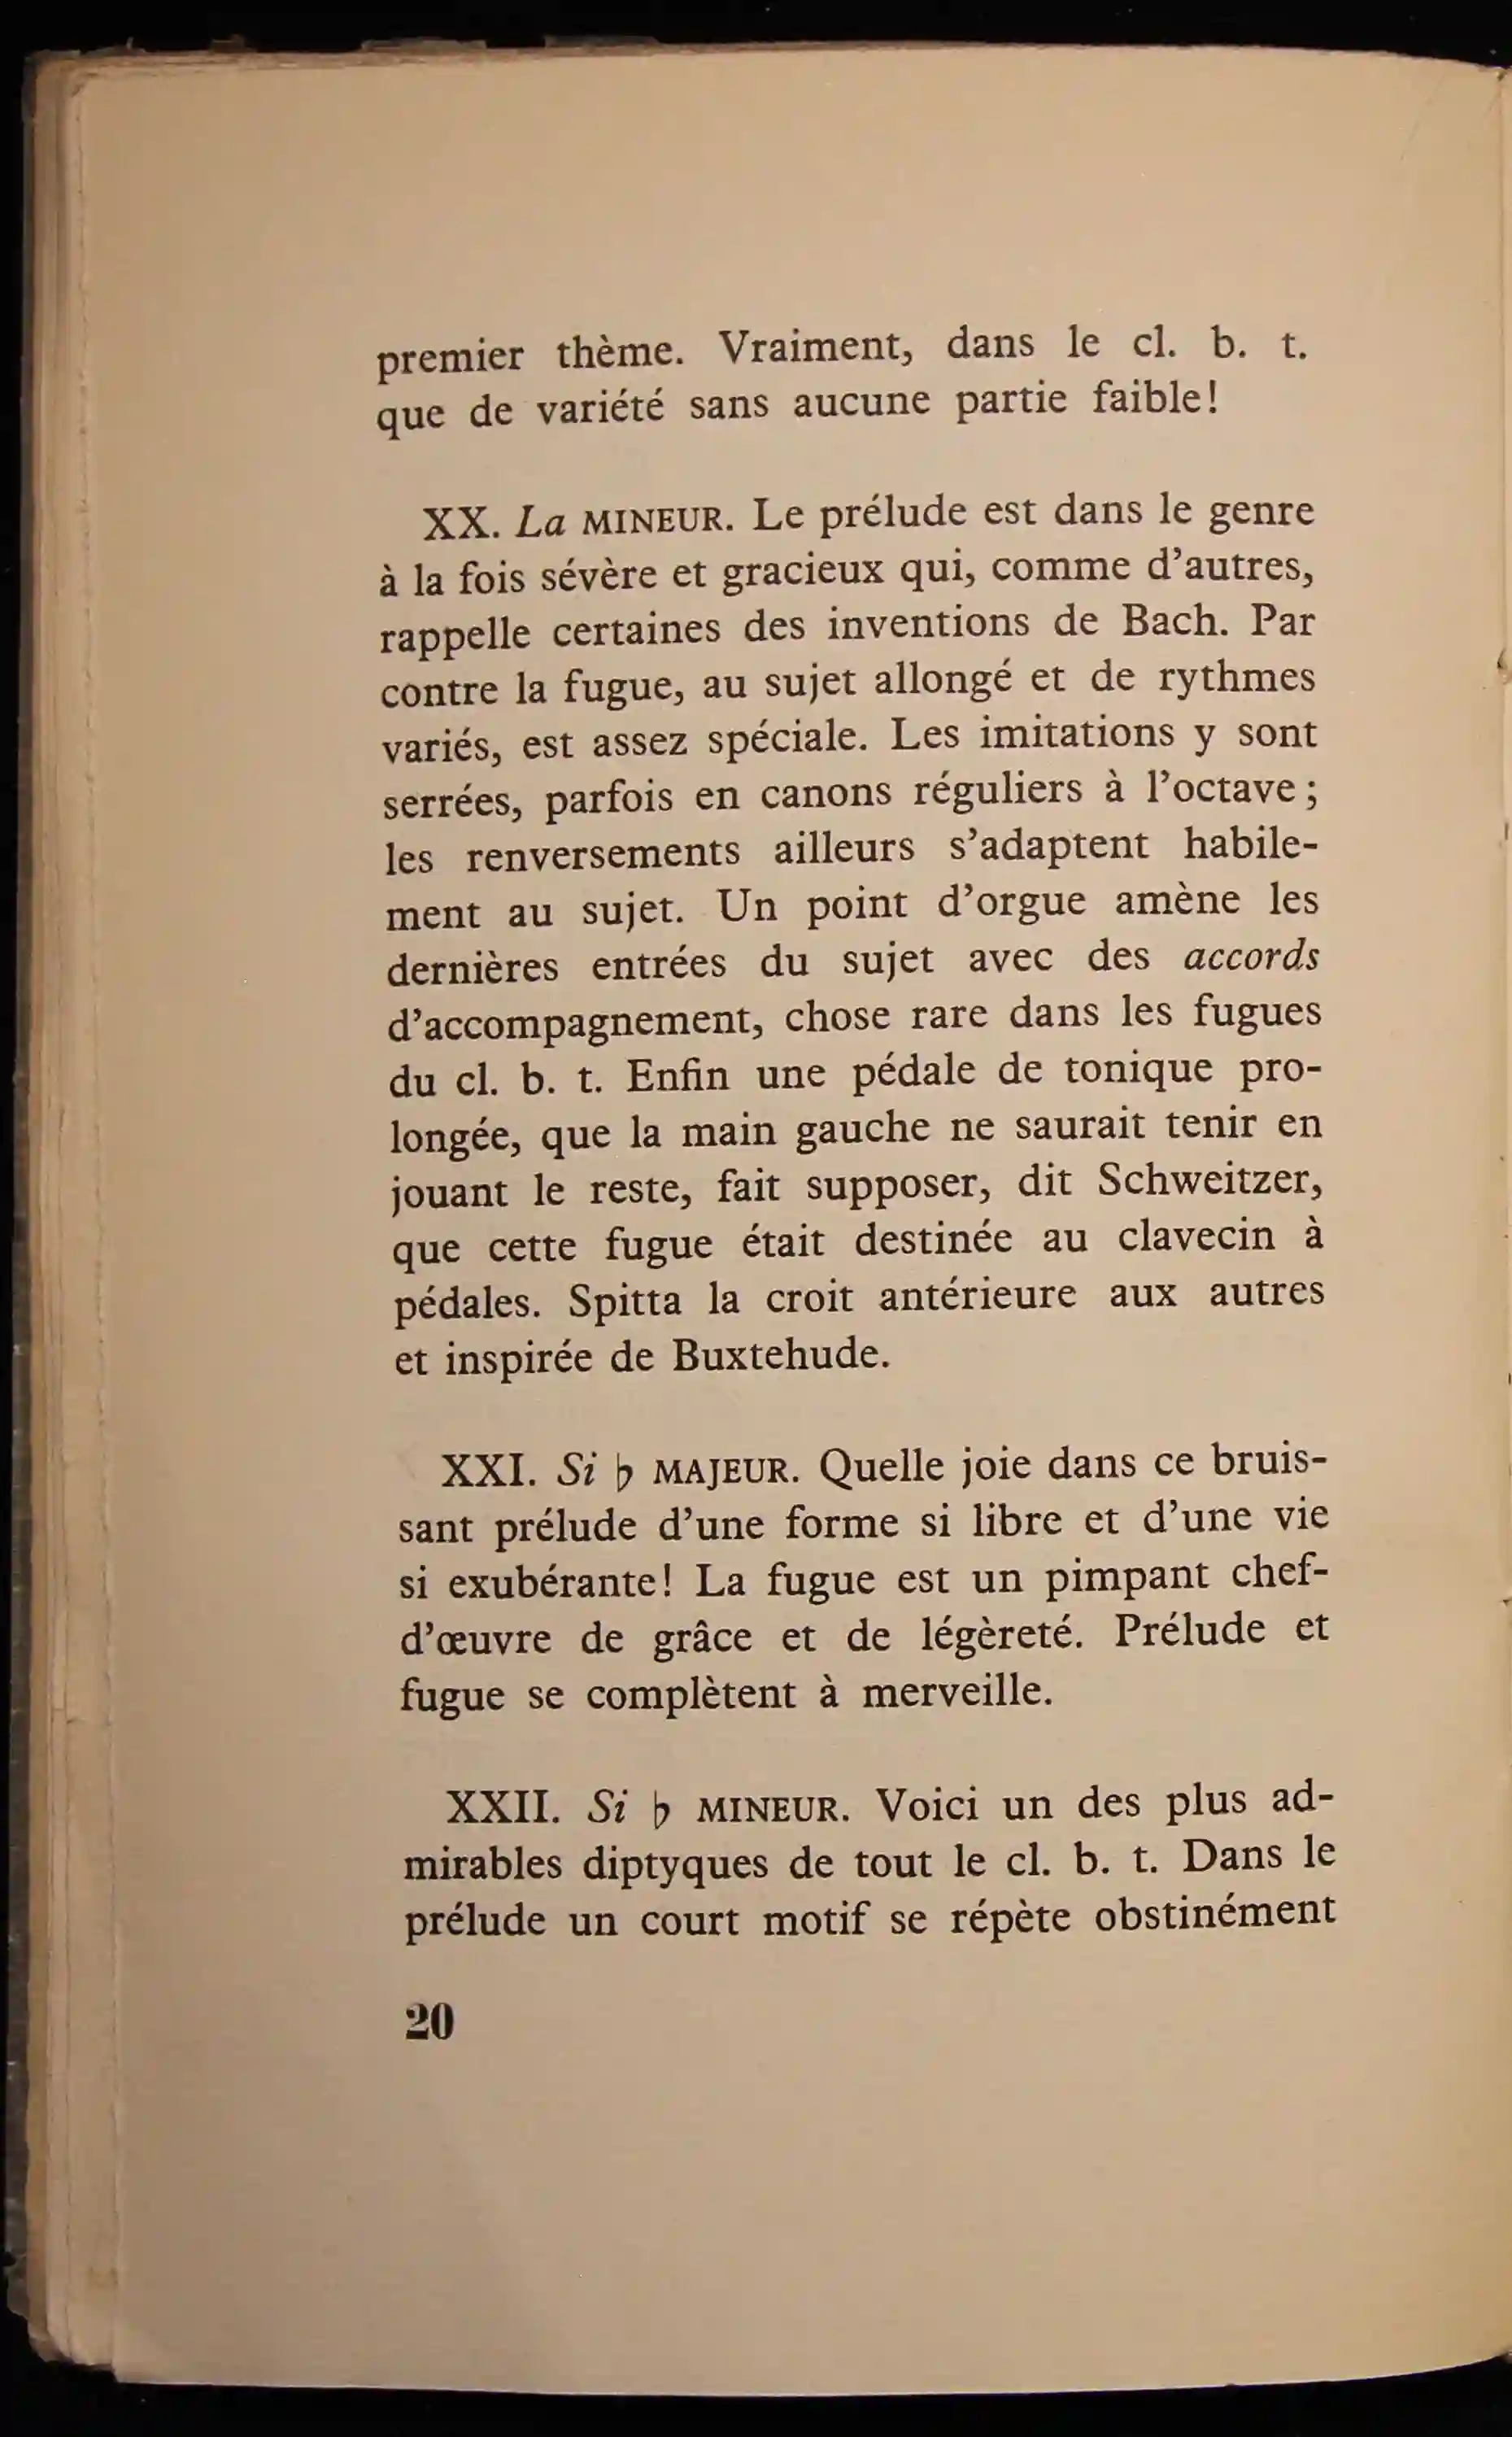 premier thème. Vraiment, dans le cl. b. t.
que de variété sans aucune partie faible!
XX. La MINEUR. Le prélude est dans le genre
à la fois sévère et gracieux qui, comme d’autres,
rappelle certaines des inventions de Bach. Par
contre la fugue, au sujet allongé et de rythmes
variés, est assez spéciale. Les imitations y sont
serrées, parfois en canons réguliers à l’octave;
les renversements ailleurs s’adaptent habile-
ment au sujet. Un point d’orgue amène les
dernières entrées du sujet avec des accords
d’accompagnement, chose rare dans les fugues
du cl. b. t. Enfin une pédale de tonique pro-
longée, que la main gauche ne saurait tenir en
jouant le reste, fait supposer, dit Schweitzer,
que cette fugue était destinée au clavecin à
pédales. Spitta la croit antérieure aux autres
et inspirée de Buxtehude.
XXI. Si ♭ MAJEUR. Quelle joie dans ce bruis-
sant prélude d’une forme si libre et d’une vie
si exubérante! La fugue est un pimpant chef-
d’œuvre de grâce et de légèreté. Prélude et
fugue se complètent à merveille.
XXII. Si ♭ MINEUR. Voici un des plus ad-
mirables diptyques de tout le cl. b. t. Dans le
prélude un court motif se répète obstinément
20